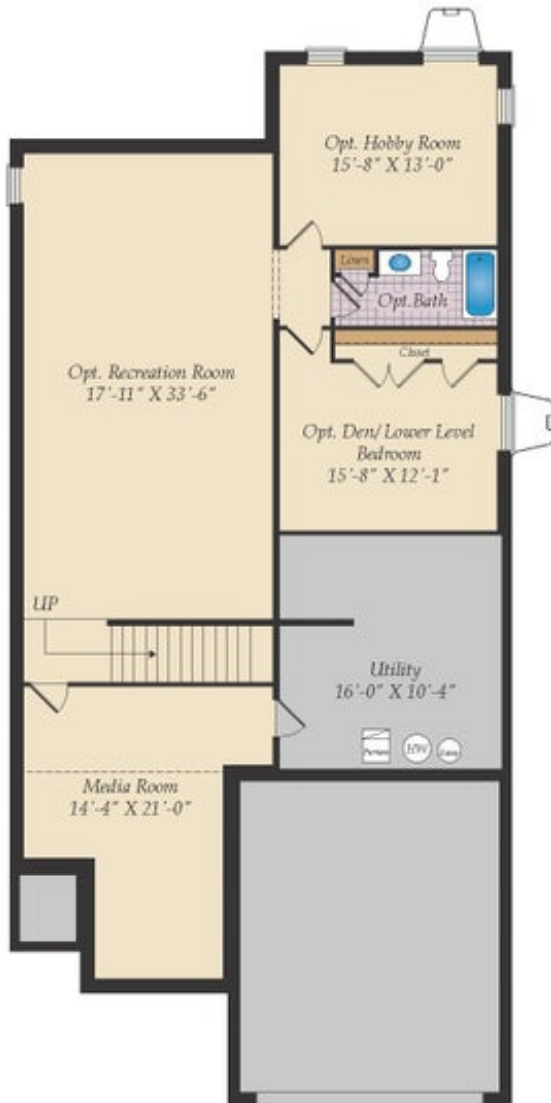 Opt. Hobby Room
15'-8" X 13'-0"
Linen
Opt. Bath
Closet
Opt. Recreation Room
17'-11" X 33'-6"
Opt. Den/ Lower Level
Bedroom
15'-8" X 12'-1"
UP
Utility
16'-0" X 10'-4"
Furnace
HW
Media Room
14'-4" X 21'-0"